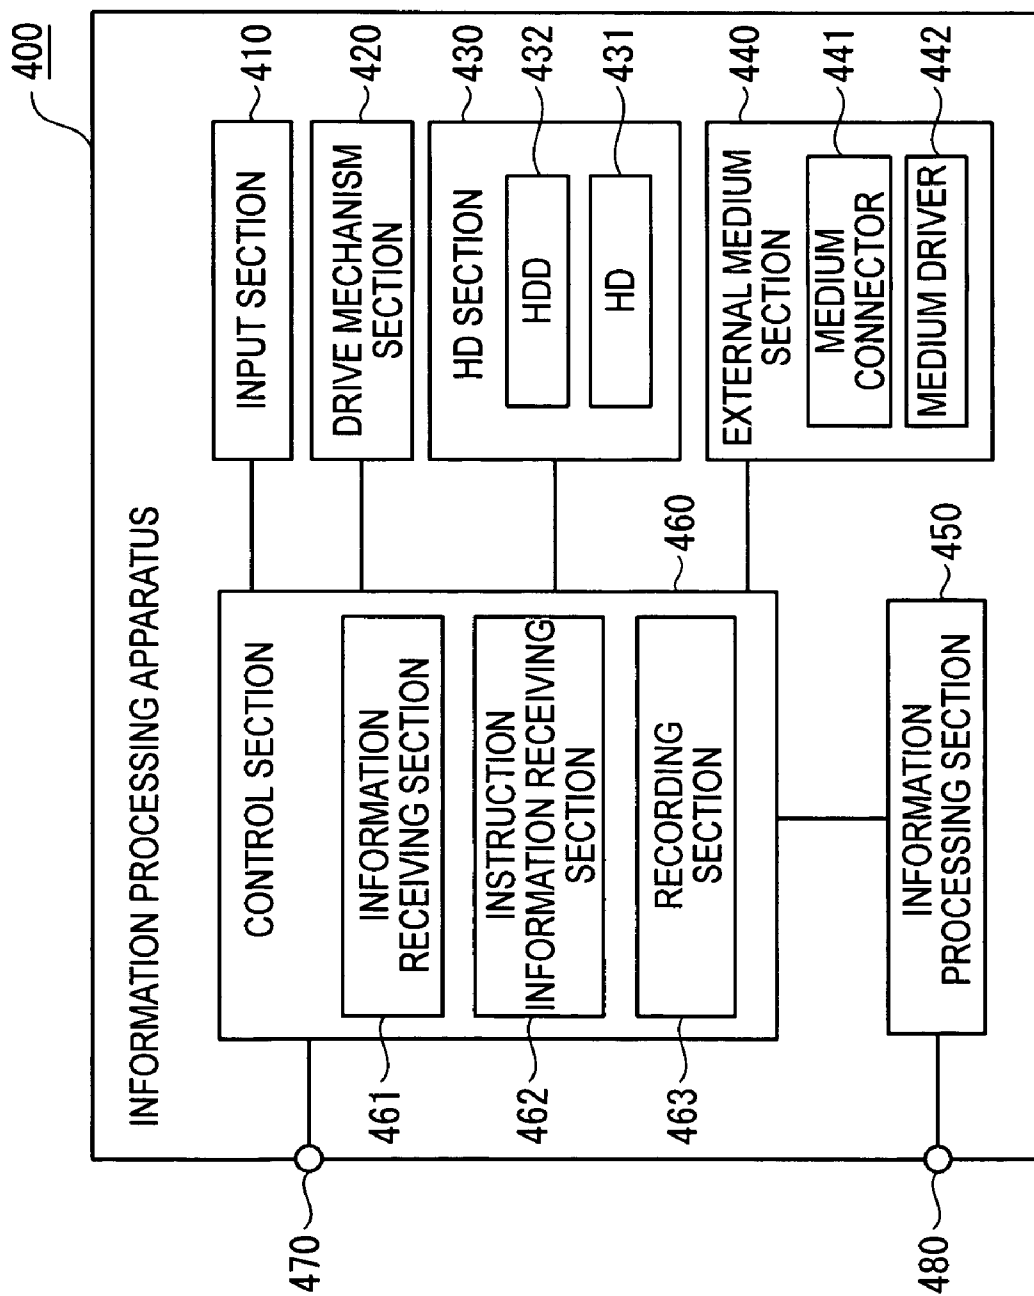 400
INFORMATION PROCESSING APPARATUS
CONTROL SECTION
INFORMATION
RECEIVING SECTION
461
INSTRUCTION
INFORMATION RECEIVING
SECTION
462
RECORDING
SECTION
463
460
470
INPUT SECTION
410
DRIVE MECHANISM
SECTION
420
HD SECTION
430
HDD
432
HD
431
EXTERNAL MEDIUM
SECTION
440
MEDIUM
CONNECTOR
441
MEDIUM DRIVER
442
INFORMATION
PROCESSING SECTION
450
480